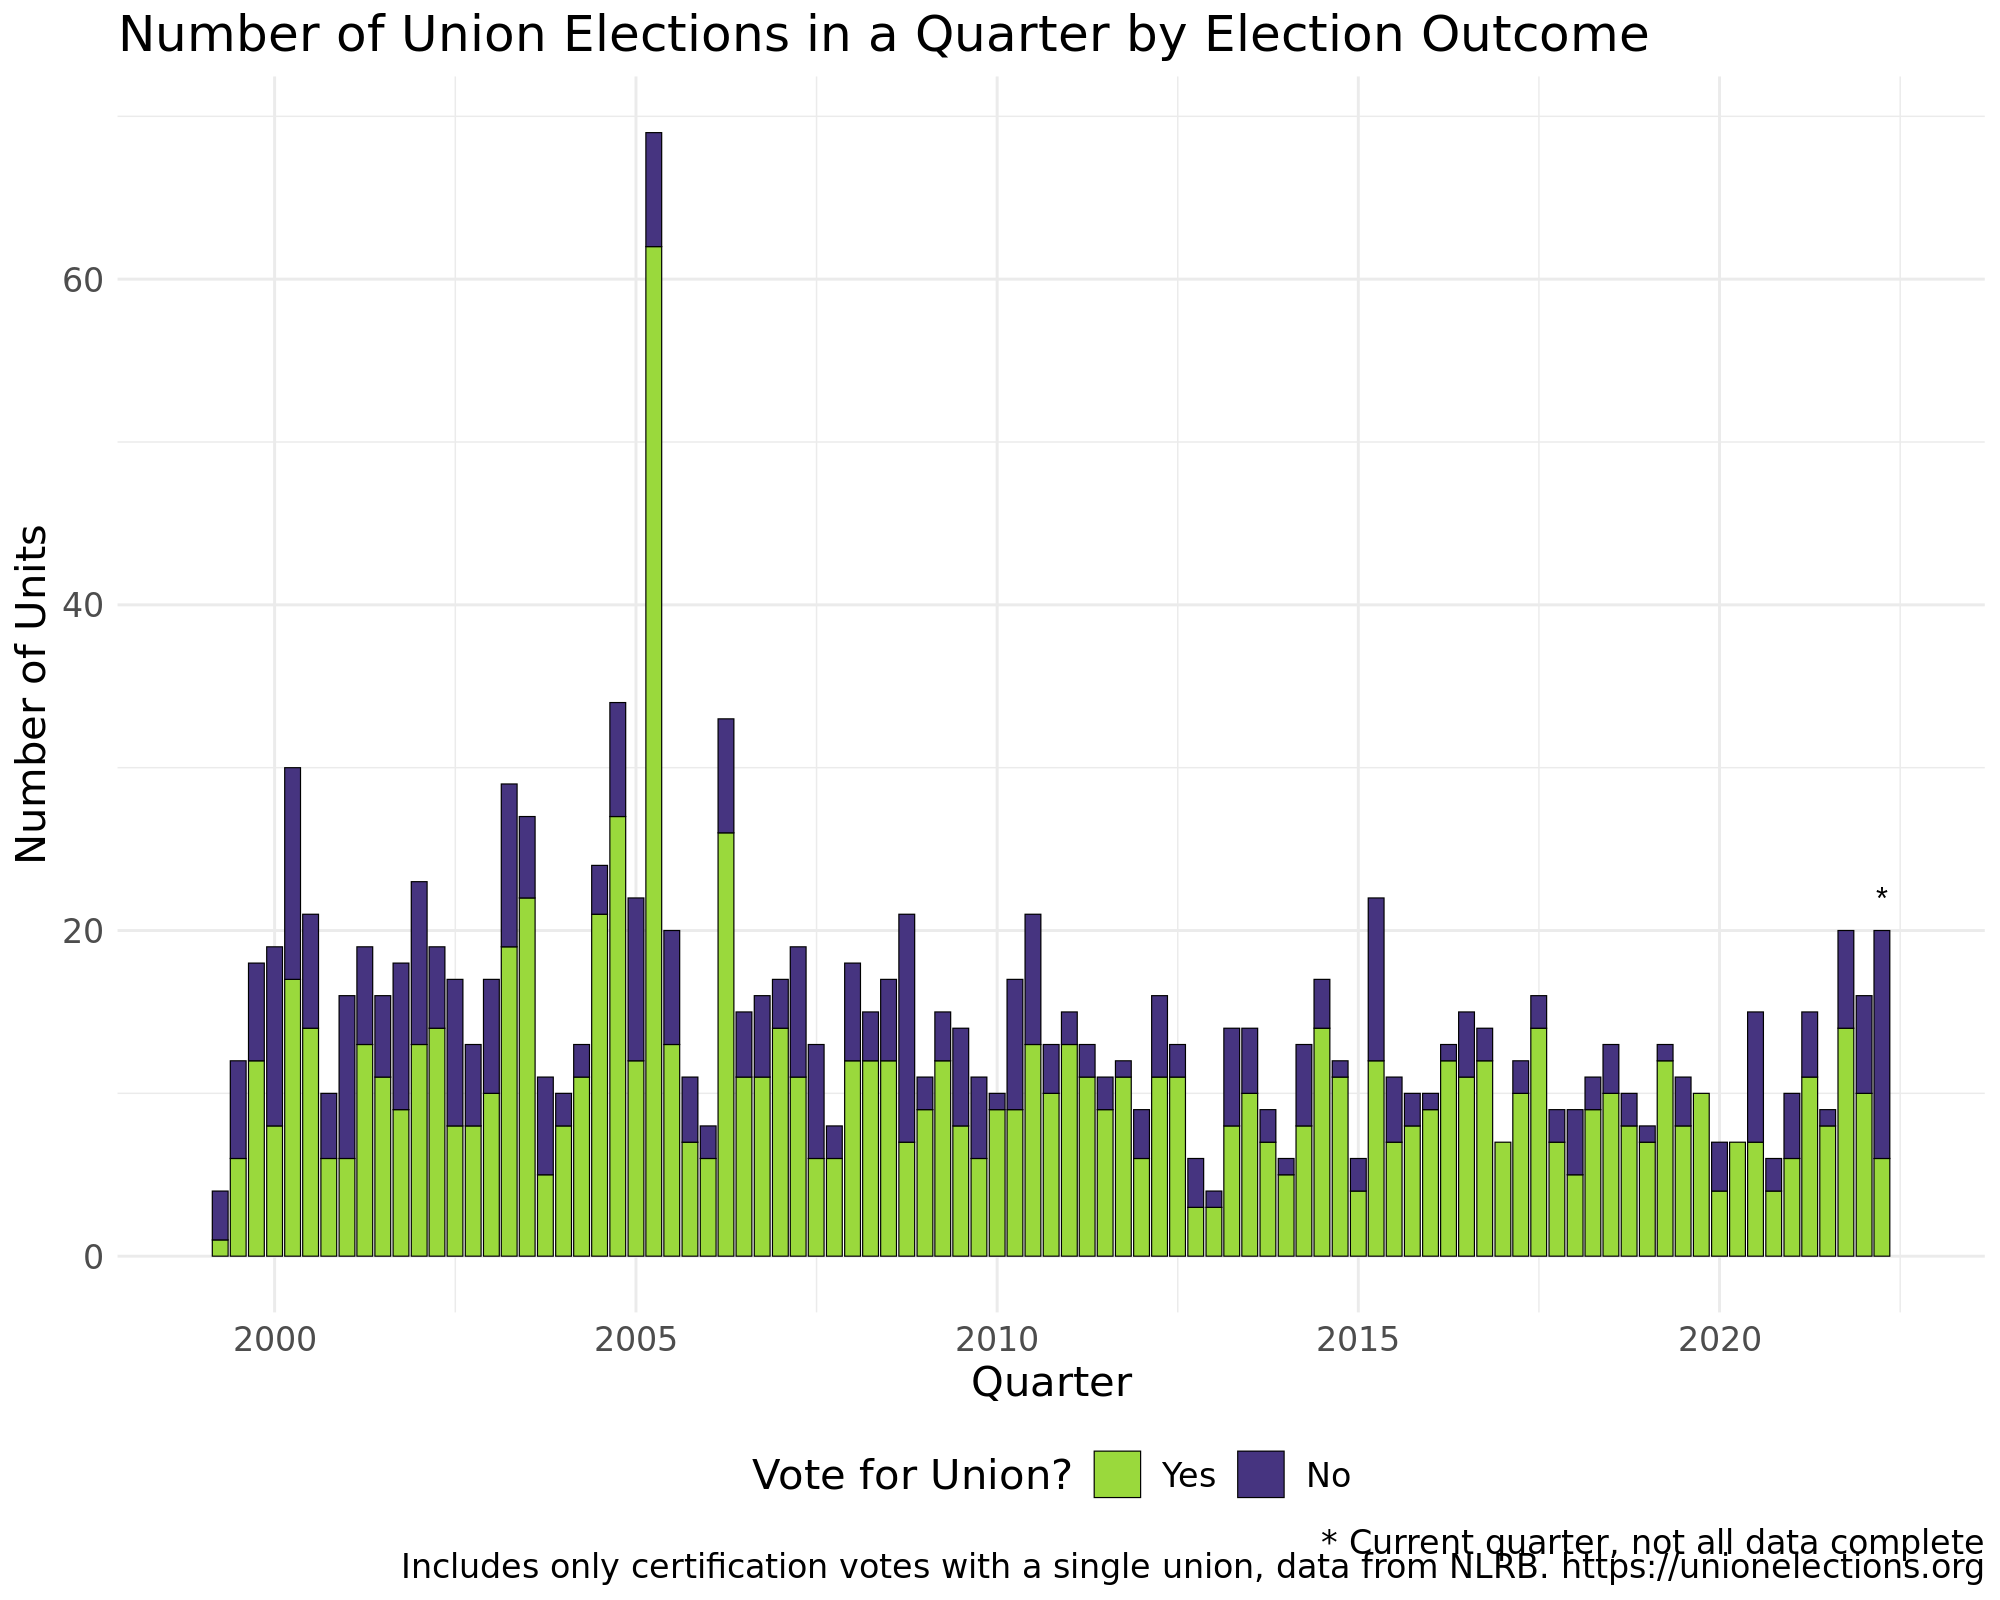 Number of Union Elections in a Quarter by Election Outcome
Number of Units
60
40
20
0
*
2000 2005 2010 2015 2020
Quarter
Vote for Union? Yes No
* Current quarter, not all data complete
Includes only certification votes with a single union, data from NLRB. https://unionelections.org